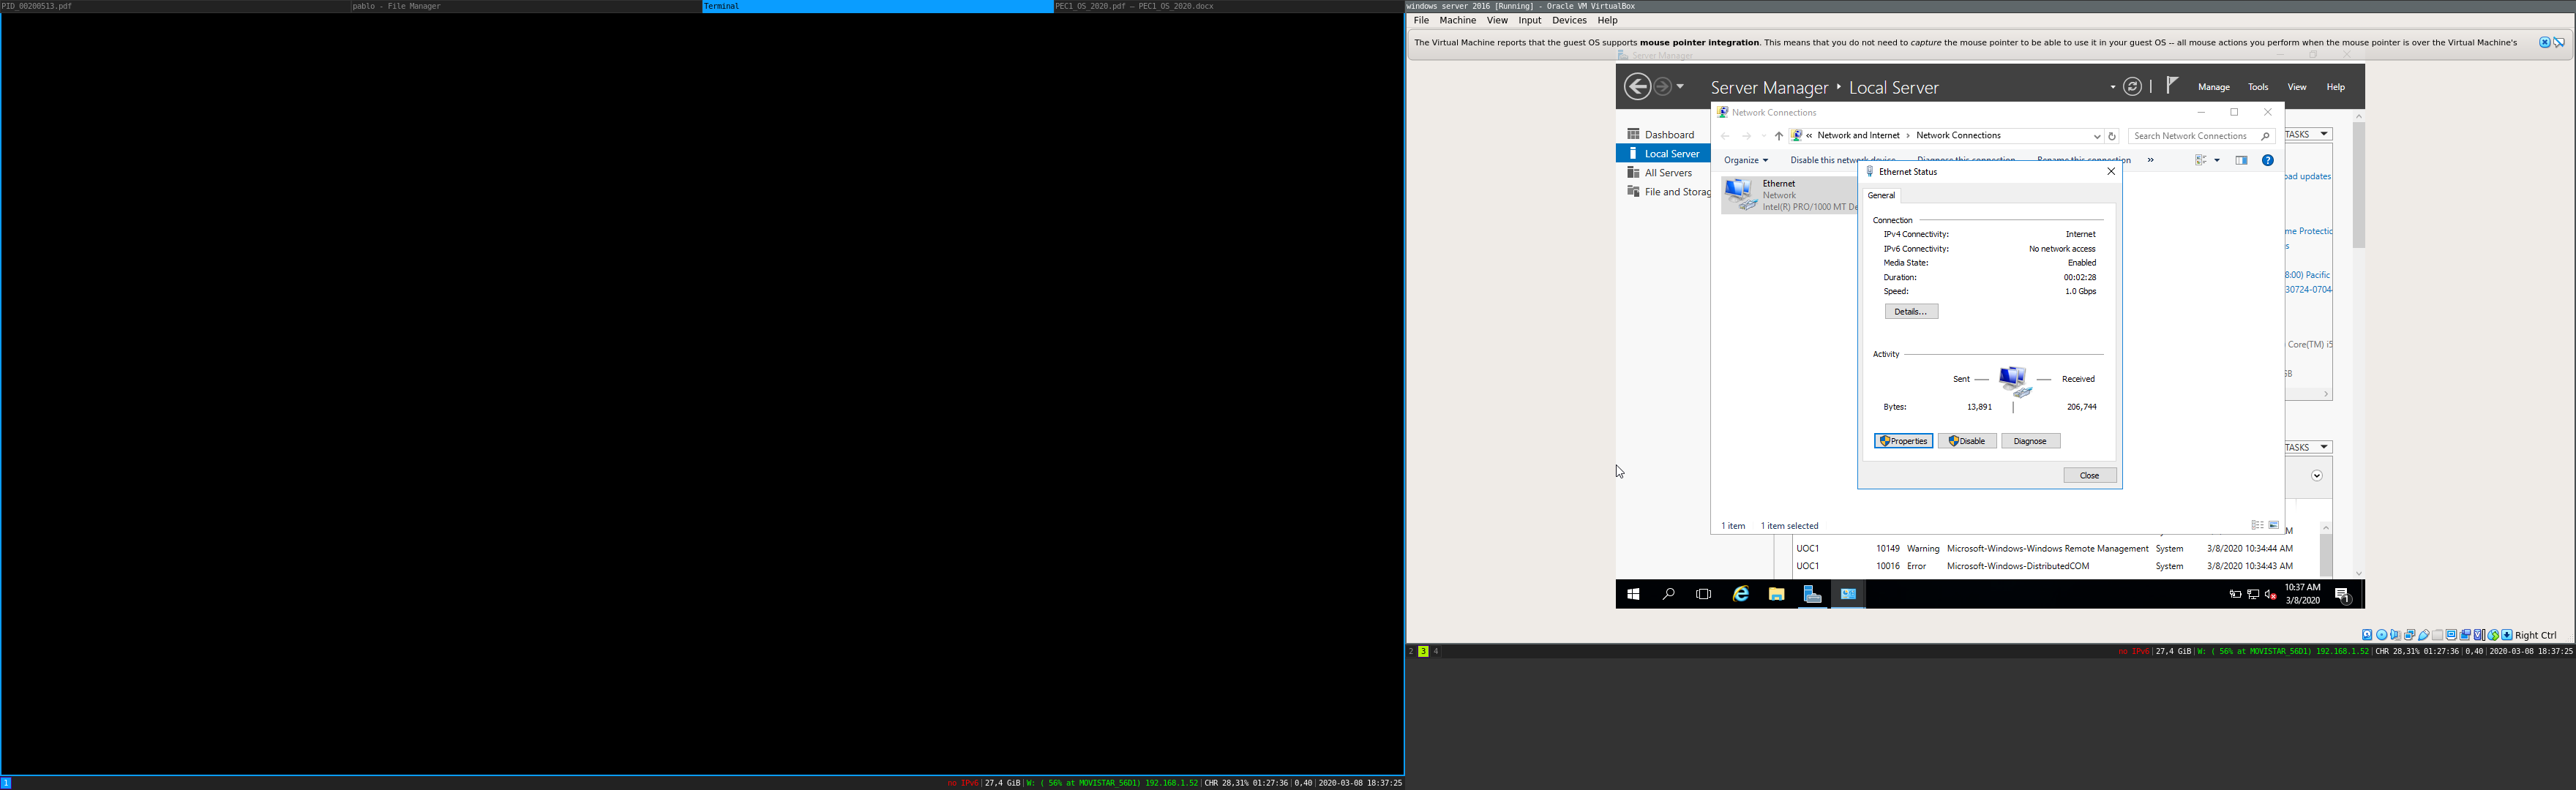 PID_00200513.pdf
pablo - File Manager
Terminal
PEC1_OS_2020.pdf — PEC1_OS_2020.docx
windows server 2016 [Running] - Oracle VM VirtualBox
File Machine View Input Devices Help
The Virtual Machine reports that the guest OS supports mouse pointer integration. This means that you do not need to capture the mouse pointer to be able to use it in your guest OS -- all mouse actions you perform when the mouse pointer is over the Virtual Machine's
Server Manager
Server Manager ‣ Local Server
Manage Tools View Help
Dashboard
Local Server
All Servers
File and Storag
Network Connections
« Network and Internet > Network Connections
Search Network Connections
Organize
Disable this network device
Diagnose this connection
Rename this connection
»
Ethernet
Network
Intel(R) PRO/1000 MT De
Ethernet Status
General
Connection
IPv4 Connectivity: Internet
IPv6 Connectivity: No network access
Media State: Enabled
Duration: 00:02:28
Speed: 1.0 Gbps
Details...
Activity
Sent — — Received
Bytes: 13,891 206,744
Properties Disable Diagnose
Close
TASKS
oad updates
me Protectio
s
8:00) Pacific
30724-0704
Core(TM) i5
GB
TASKS
1 item 1 item selected
M
UOC1 10149 Warning Microsoft-Windows-Windows Remote Management System 3/8/2020 10:34:44 AM
UOC1 10016 Error Microsoft-Windows-DistributedCOM System 3/8/2020 10:34:43 AM
10:37 AM
3/8/2020
1
Right Ctrl
2 3 4
no IPv6|27,4 GiB|W: ( 56% at MOVISTAR_56D1) 192.168.1.52|CHR 28,31% 01:27:36|0,40|2020-03-08 18:37:25
1
no IPv6|27,4 GiB|W: ( 56% at MOVISTAR_56D1) 192.168.1.52|CHR 28,31% 01:27:36|0,40|2020-03-08 18:37:25